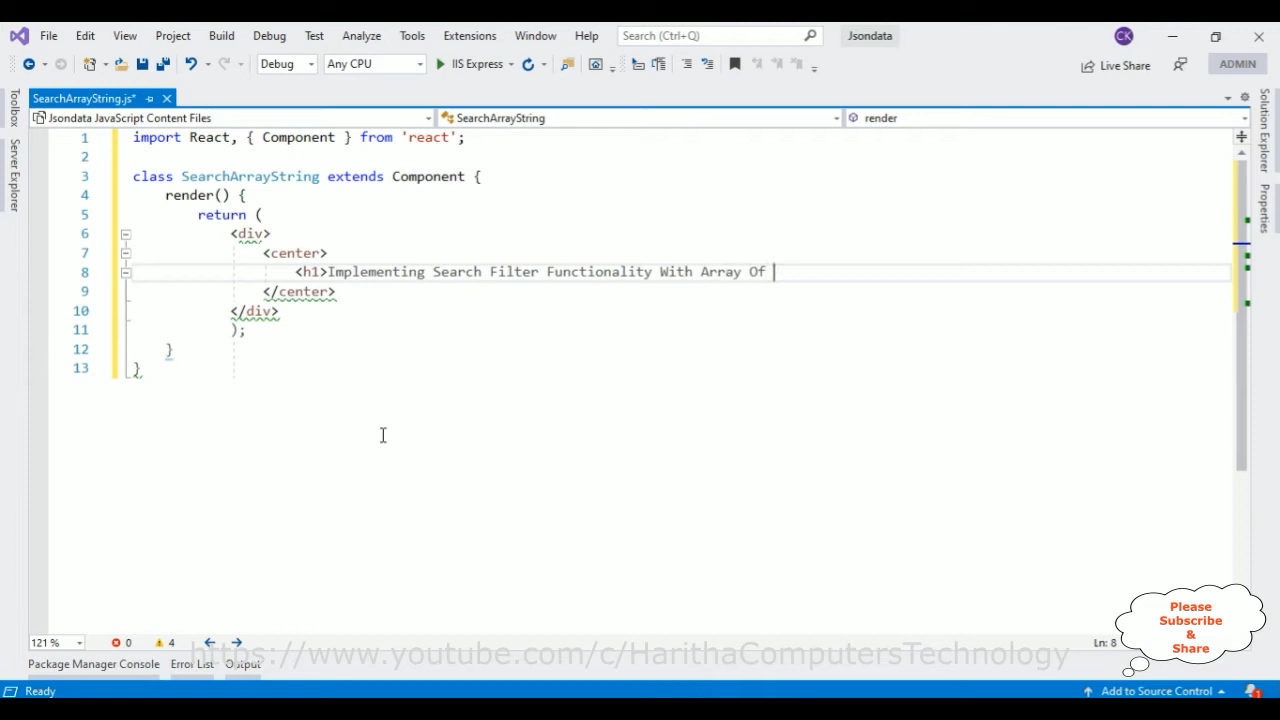 File Edit View Project Build Debug Test Analyze Tools Extensions Window Help Search (Ctrl+Q) Jsondata CK
Debug Any CPU IIS Express Live Share ADMIN
SearchArrayString.js*
Jsondata JavaScript Content Files SearchArrayString render
Toolbox
Server Explorer
Solution Explorer
Properties
1 import React, { Component } from 'react';
2
3 class SearchArrayString extends Component {
4 render() {
5 return (
6 <div>
7 <center>
8 <h1>Implementing Search Filter Functionality With Array Of
9 </center>
10 </div>
11 );
12 }
13 }
Please
Subscribe
&
Share
121 % 0 4 Ln: 8
https://www.youtube.com/c/HarithaComputersTechnology
Package Manager Console Error List Output
Ready Add to Source Control 1